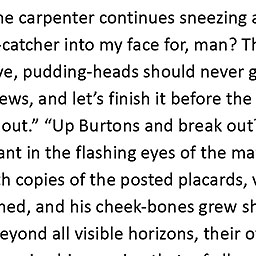 he carpenter continues sneezing a
-catcher into my face for, man? Th
ve, pudding-heads should never g
ews, and let’s finish it before the
out.” “Up Burtons and break out
ant in the flashing eyes of the ma
h copies of the posted placards, v
ned, and his cheek-bones grew sh
eyond all visible horizons, their o